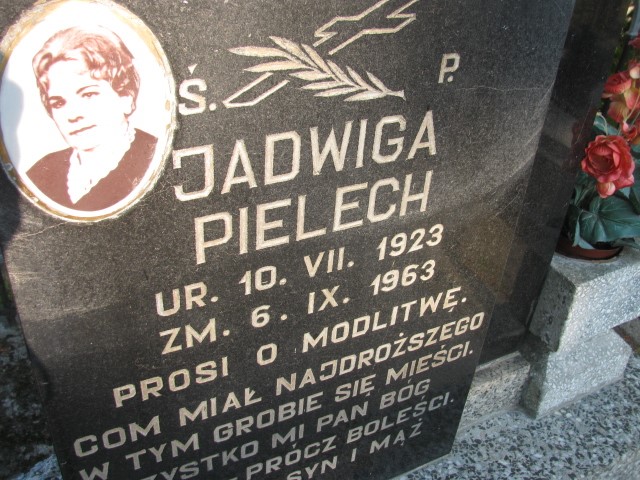 Ś. P.
JADWIGA
PIELECH
UR. 10. VII. 1923
ZM. 6. IX. 1963
PROSI O MODLITWĘ.
COM MIAŁ NAJDROŻSZEGO
W TYM GROBIE SIĘ MIEŚCI.
MI PAN BÓG
PRÓCZ BOLEŚCI.
SYN I MĄŻ